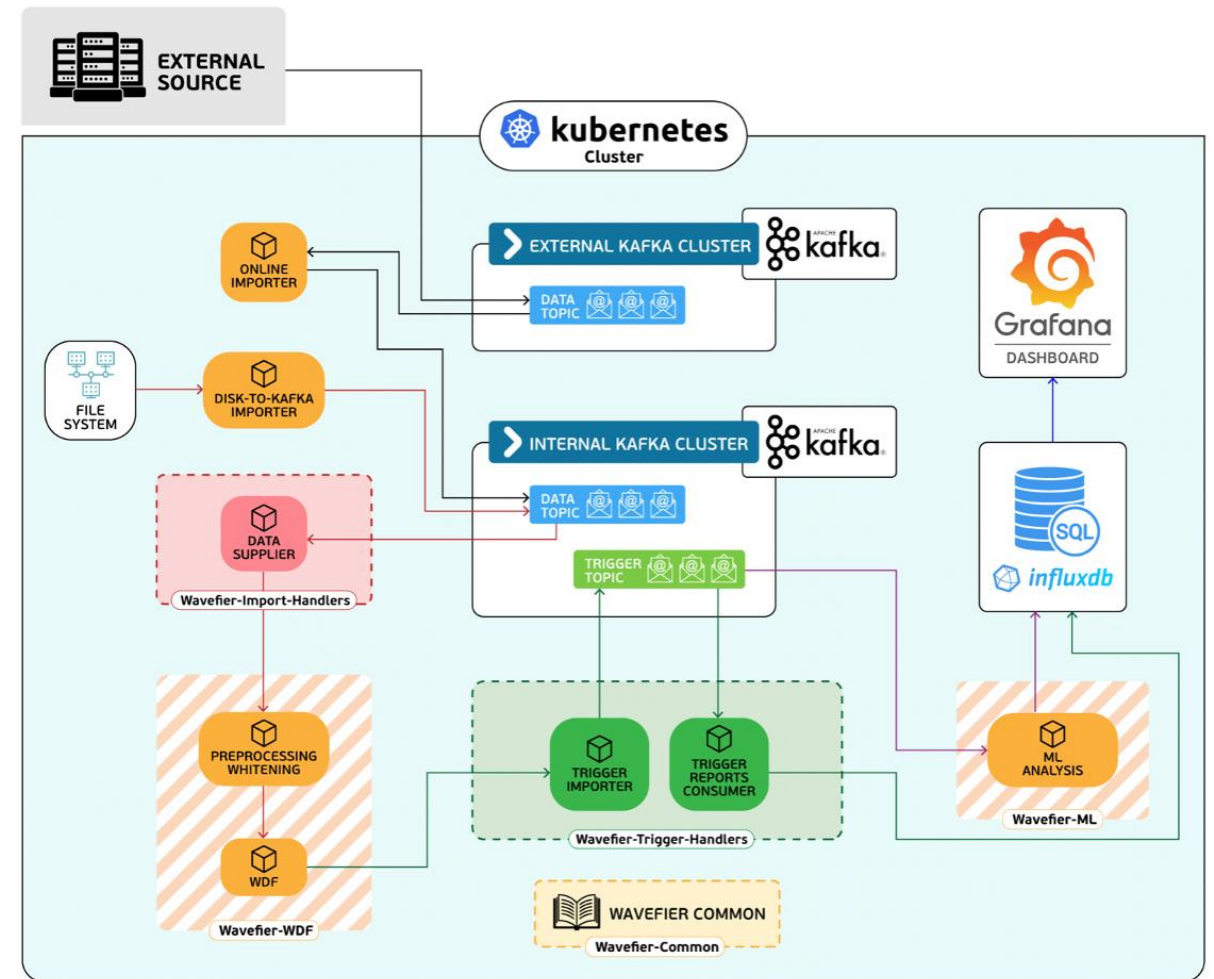 EXTERNAL
SOURCE
kubernetes
Cluster
ONLINE
IMPORTER
EXTERNAL KAFKA CLUSTER
APACHE
kafka®
DATA
TOPIC
Grafana
DASHBOARD
FILE
SYSTEM
DISK-TO-KAFKA
IMPORTER
INTERNAL KAFKA CLUSTER
APACHE
kafka®
DATA
TOPIC
SQL
influxdb
DATA
SUPPLIER
Wavefier-Import-Handlers
TRIGGER
TOPIC
PREPROCESSING
WHITENING
WDF
Wavefier-WDF
TRIGGER
IMPORTER
TRIGGER
REPORTS
CONSUMER
Wavefier-Trigger-Handlers
ML
ANALYSIS
Wavefier-ML
WAVEFIER COMMON
Wavefier-Common